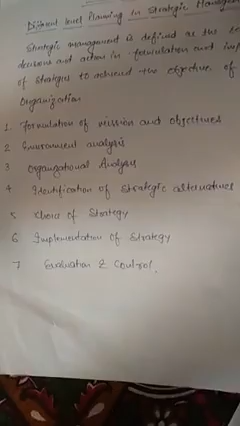 Different level Planning In Strategic
Strategic management is defined as the
decisions and action in formulation and
of Strategies to achieved the objective of
Organization
1. Formulation of mission and objectives
2 Environment analysis
3 Organizational Analysis
4 Identification of Strategic alternatives
5 Choice of Strategy
6 Implementation Of Strategy
7 Evaluation & Control.